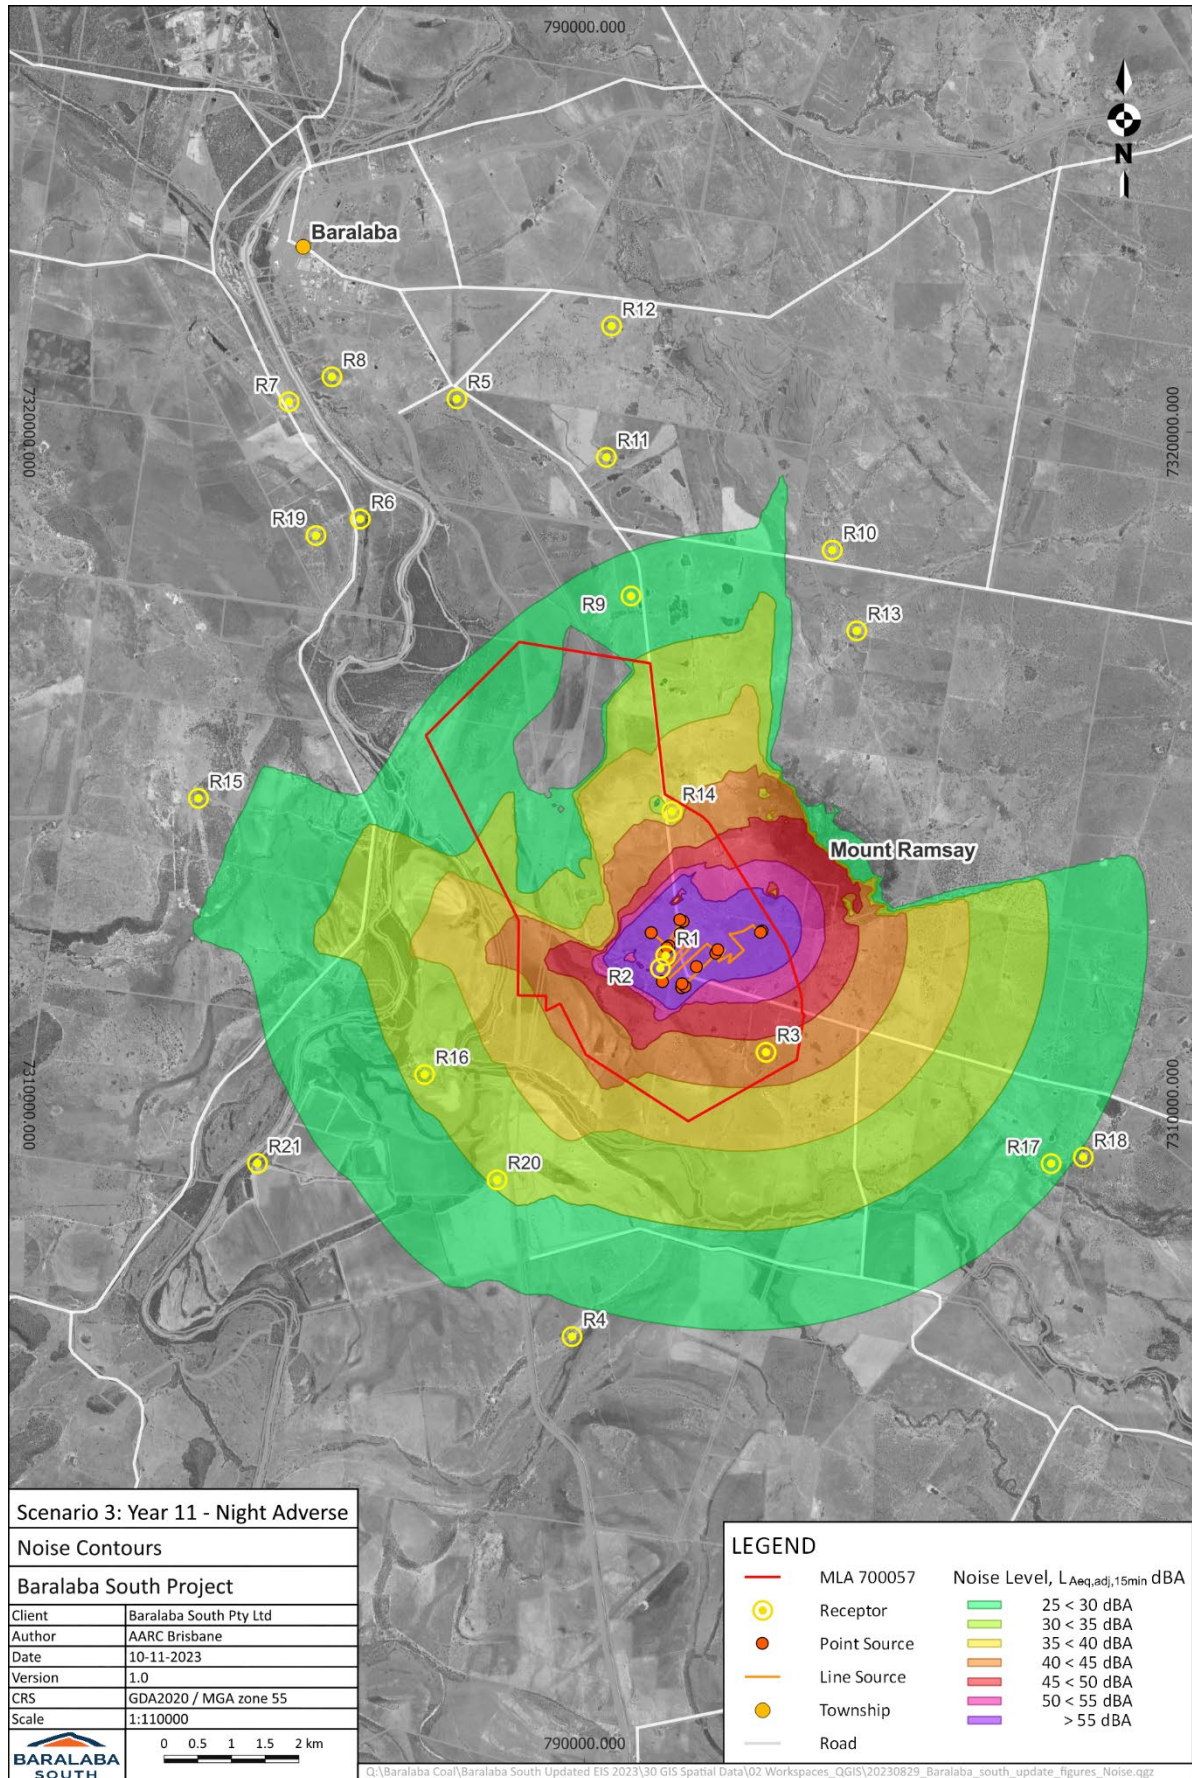 790000.000
N
Baralaba
R12
R8
R7
R5
7320000.000
7320000.000
R11
R6
R19
R10
R9
R13
R15
R14
Mount Ramsay
R1
R2
R3
R16
7310000.000
7310000.000
R17
R18
R21
R20
R4
Scenario 3: Year 11 - Night Adverse
Noise Contours
Baralaba South Project
Client Baralaba South Pty Ltd
Author AARC Brisbane
Date 10-11-2023
Version 1.0
CRS GDA2020 / MGA zone 55
Scale 1:110000
BARALABA
SOUTH
0 0.5 1 1.5 2 km
790000.000
LEGEND
MLA 700057
Receptor
Point Source
Line Source
Township
Road
Noise Level, LAeq,adj,15min dBA
25 < 30 dBA
30 < 35 dBA
35 < 40 dBA
40 < 45 dBA
45 < 50 dBA
50 < 55 dBA
> 55 dBA
Q:\Baralaba Coal\Baralaba South Updated EIS 2023\30 GIS Spatial Data\02 Workspaces_QGIS\20230829_Baralaba_south_update_figures_Noise.qgz